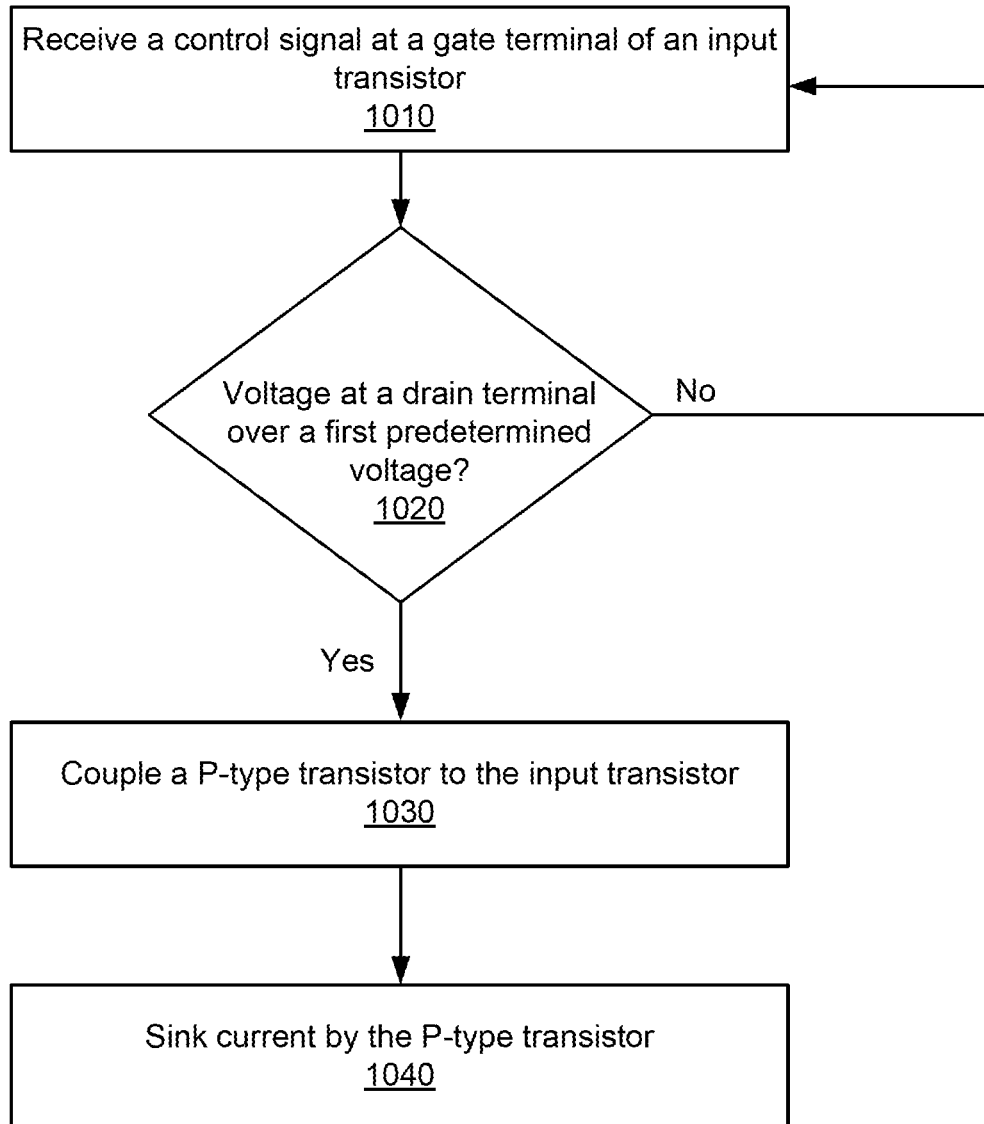 Receive a control signal at a gate terminal of an input
transistor
1010
Voltage at a drain terminal
over a first predetermined
voltage?
1020
No
Yes
Couple a P-type transistor to the input transistor
1030
Sink current by the P-type transistor
1040